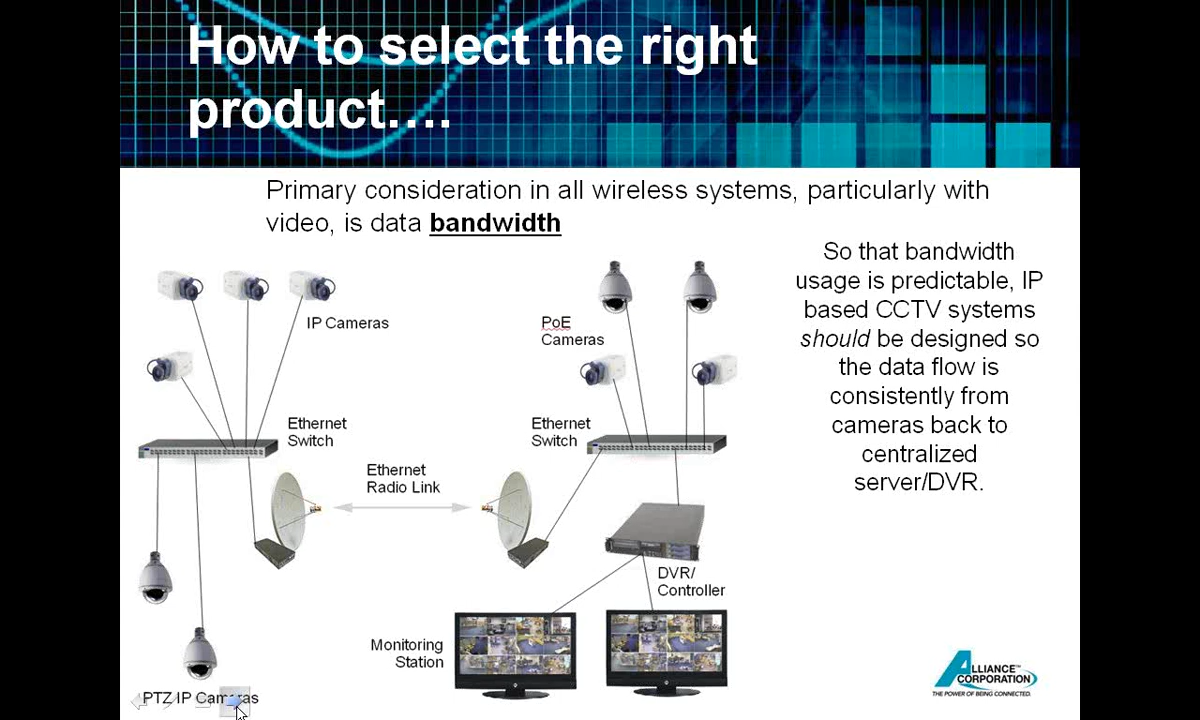 How to select the right
product….
Primary consideration in all wireless systems, particularly with
video, is data bandwidth
So that bandwidth
usage is predictable, IP
based CCTV systems
should be designed so
the data flow is
consistently from
cameras back to
centralized
server/DVR.
IP Cameras
PoE
Cameras
Ethernet
Switch
Ethernet
Switch
Ethernet
Radio Link
DVR/
Controller
Monitoring
Station
PTZ IP Cameras
ALLIANCE™
CORPORATION
THE POWER OF BEING CONNECTED.